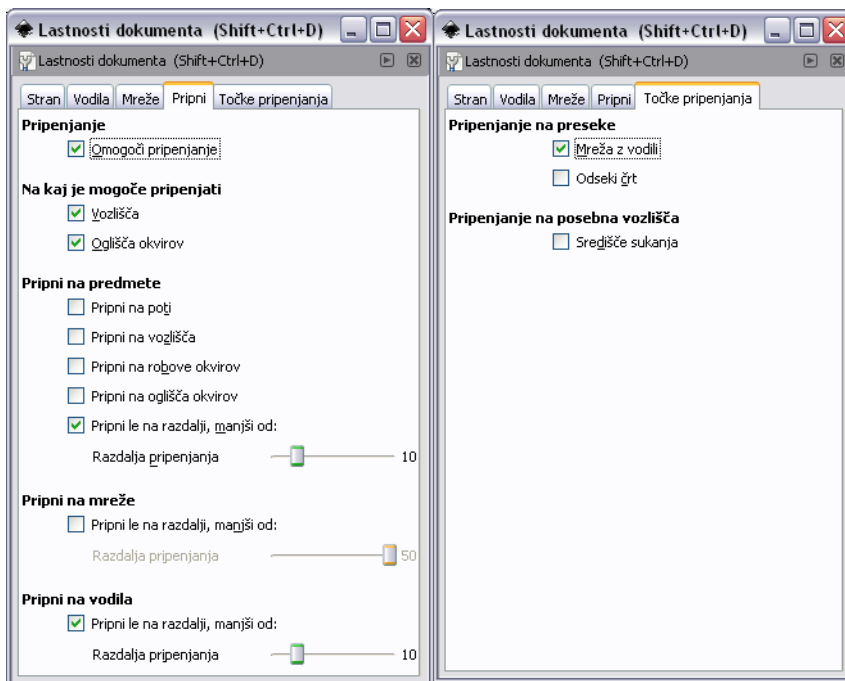 Lastnosti dokumenta (Shift+Ctrl+D)
Lastnosti dokumenta (Shift+Ctrl+D)
Stran Vodila Mreže Pripni Točke pripenjanja
Pripenjanje
Omogoči pripenjanje
Na kaj je mogoče pripenjati
Vozlišča
Oglišča okvirov
Pripni na predmete
Pripni na poti
Pripni na vozlišča
Pripni na robove okvirov
Pripni na oglišča okvirov
Pripni le na razdalji, manjši od:
Razdalja pripenjanja 10
Pripni na mreže
Pripni le na razdalji, manjši od:
Razdalja pripenjanja 50
Pripni na vodila
Pripni le na razdalji, manjši od:
Razdalja pripenjanja 10
Lastnosti dokumenta (Shift+Ctrl+D)
Lastnosti dokumenta (Shift+Ctrl+D)
Stran Vodila Mreže Pripni Točke pripenjanja
Pripenjanje na preseke
Mreža z vodili
Odseki črt
Pripenjanje na posebna vozlišča
Središče sukanja